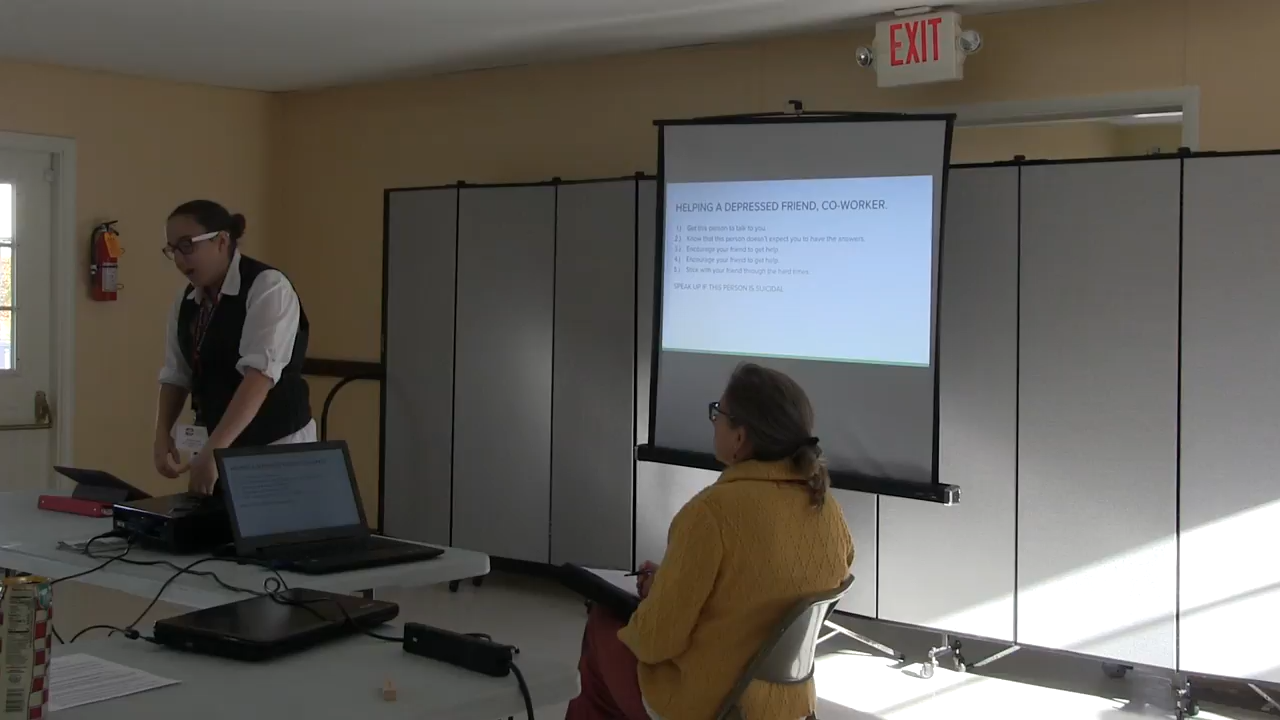 EXIT
HELPING A DEPRESSED FRIEND, CO-WORKER.
1) Get this person to talk to you.
2) Know that this person doesn't expect you to have the answers.
3) Encourage your friend to get help.
4) Encourage your friend to get help.
5) Stick with your friend through the hard times.
SPEAK UP IF THIS PERSON IS SUICIDAL